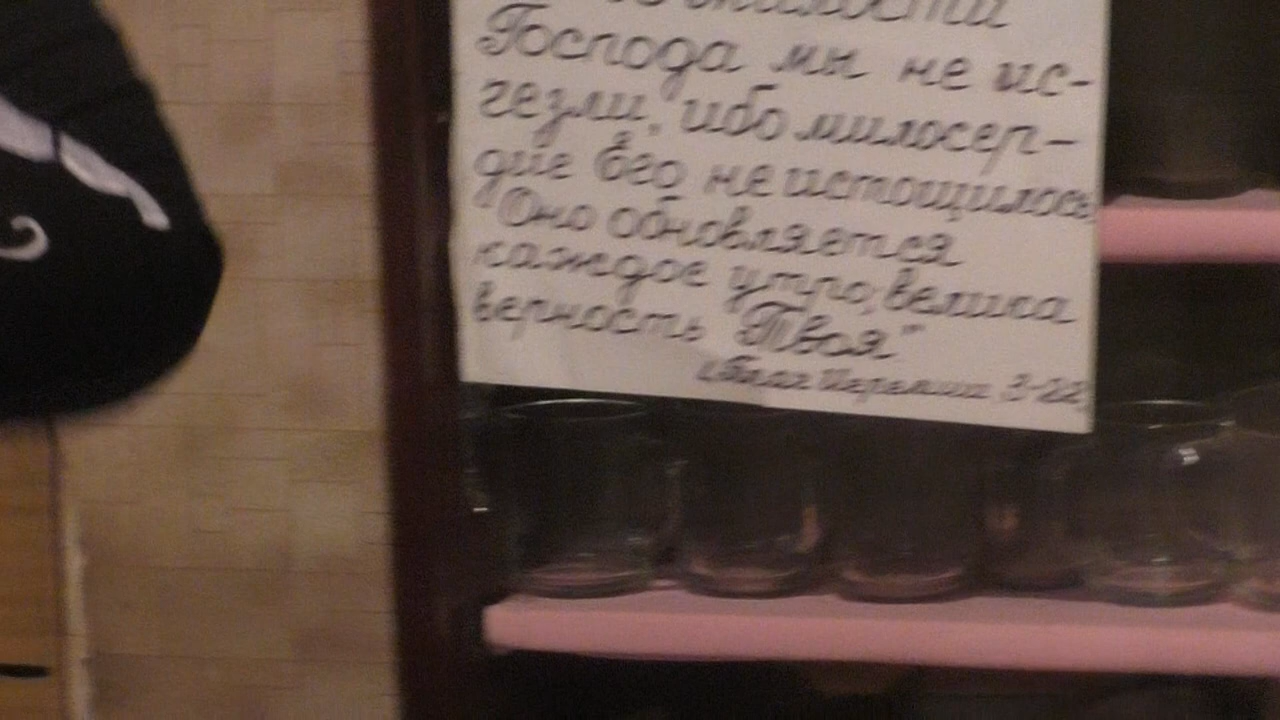 милости
Господа мы не ис-
чезли, ибо милосер-
дие Его не истощилось
Оно обновляется
каждое утро, велика
верность Твоя"
Плач Иеремии 3-22